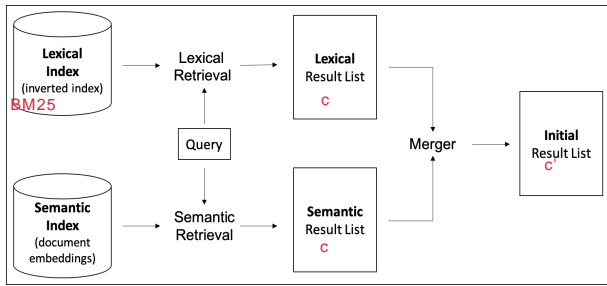 Lexical
Index
(inverted index)
BM25
Lexical
Retrieval
Lexical
Result List
C
Query
Merger
Initial
Result List
C'
Semantic
Index
(document
embeddings)
Semantic
Retrieval
Semantic
Result List
C